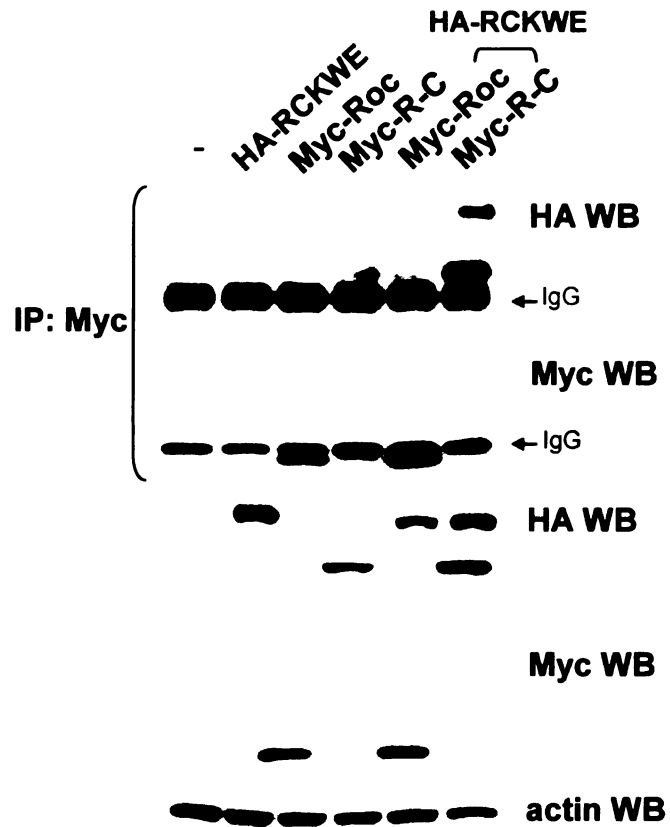 HA-RCKWE
-
HA-RCKWE
Myc-Roc
Myc-R-C
Myc-Roc
Myc-R-C
HA WB
IgG
IP: Myc
Myc WB
IgG
HA WB
Myc WB
actin WB